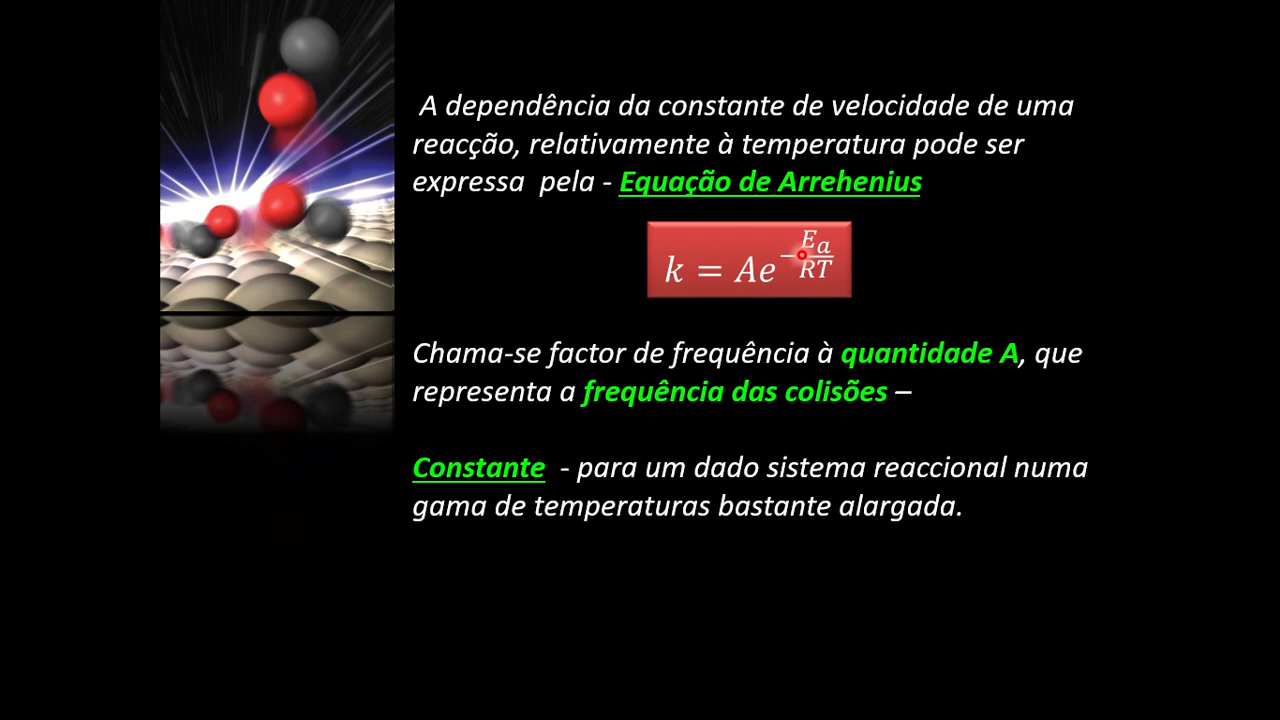 A dependência da constante de velocidade de uma
reacção, relativamente à temperatura pode ser
expressa pela - Equação de Arrehenius
k = Ae^{-\frac{E_a}{RT}}
Chama-se factor de frequência à quantidade A, que
representa a frequência das colisões –
Constante - para um dado sistema reaccional numa
gama de temperaturas bastante alargada.